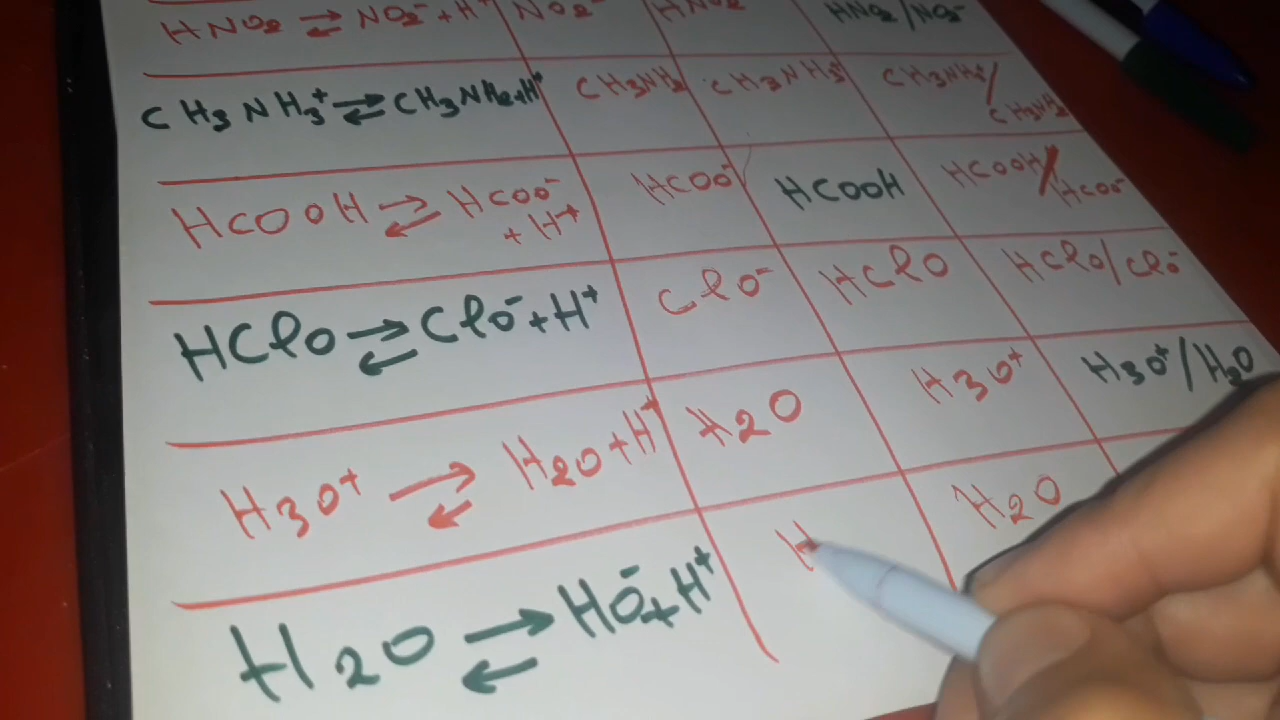 HNO2 ⇌ NO2⁻ + H⁺ NO2⁻ HNO2 HNO2/NO2⁻
CH3NH3⁺ ⇌ CH3NH2+H⁺ CH3NH2 CH3NH3⁺ CH3NH3⁺/
CH3NH2
HCOOH ⇌ HCOO⁻ HCOO⁻ HCOOH HCOOH/
+ H⁺ HCOO⁻
HClO ⇌ ClO⁻+H⁺ ClO⁻ HClO HClO/ClO⁻
H3O⁺ ⇌ H2O+H⁺ H2O H3O⁺ H3O⁺/H2O
H2O ⇌ HO⁻+H⁺ H H2O